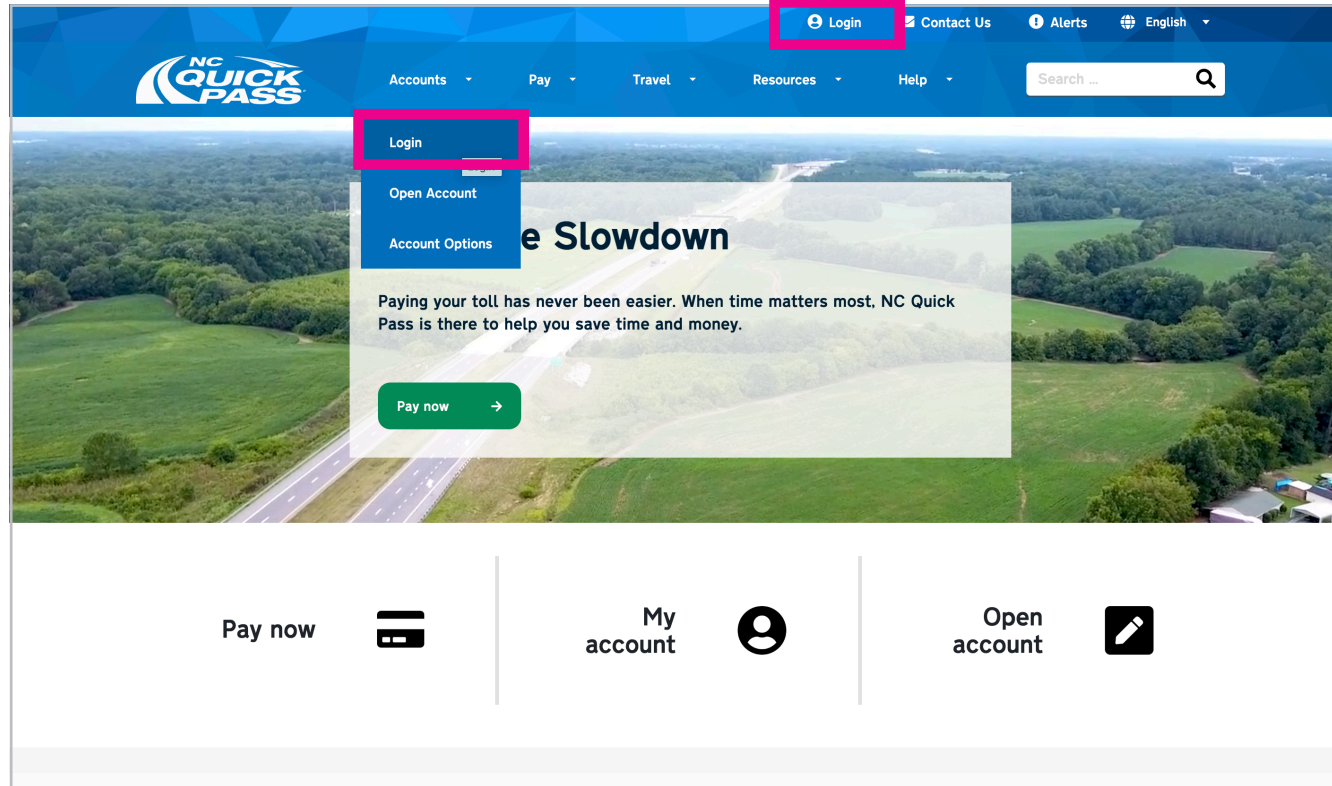 Login
Contact Us
Alerts
English
NC
QUICK
PASS
Accounts
Pay
Travel
Resources
Help
Search ...
Login
Open Account
Account Options
e Slowdown
Paying your toll has never been easier. When time matters most, NC Quick
Pass is there to help you save time and money.
Pay now
Pay now
My
account
Open
account